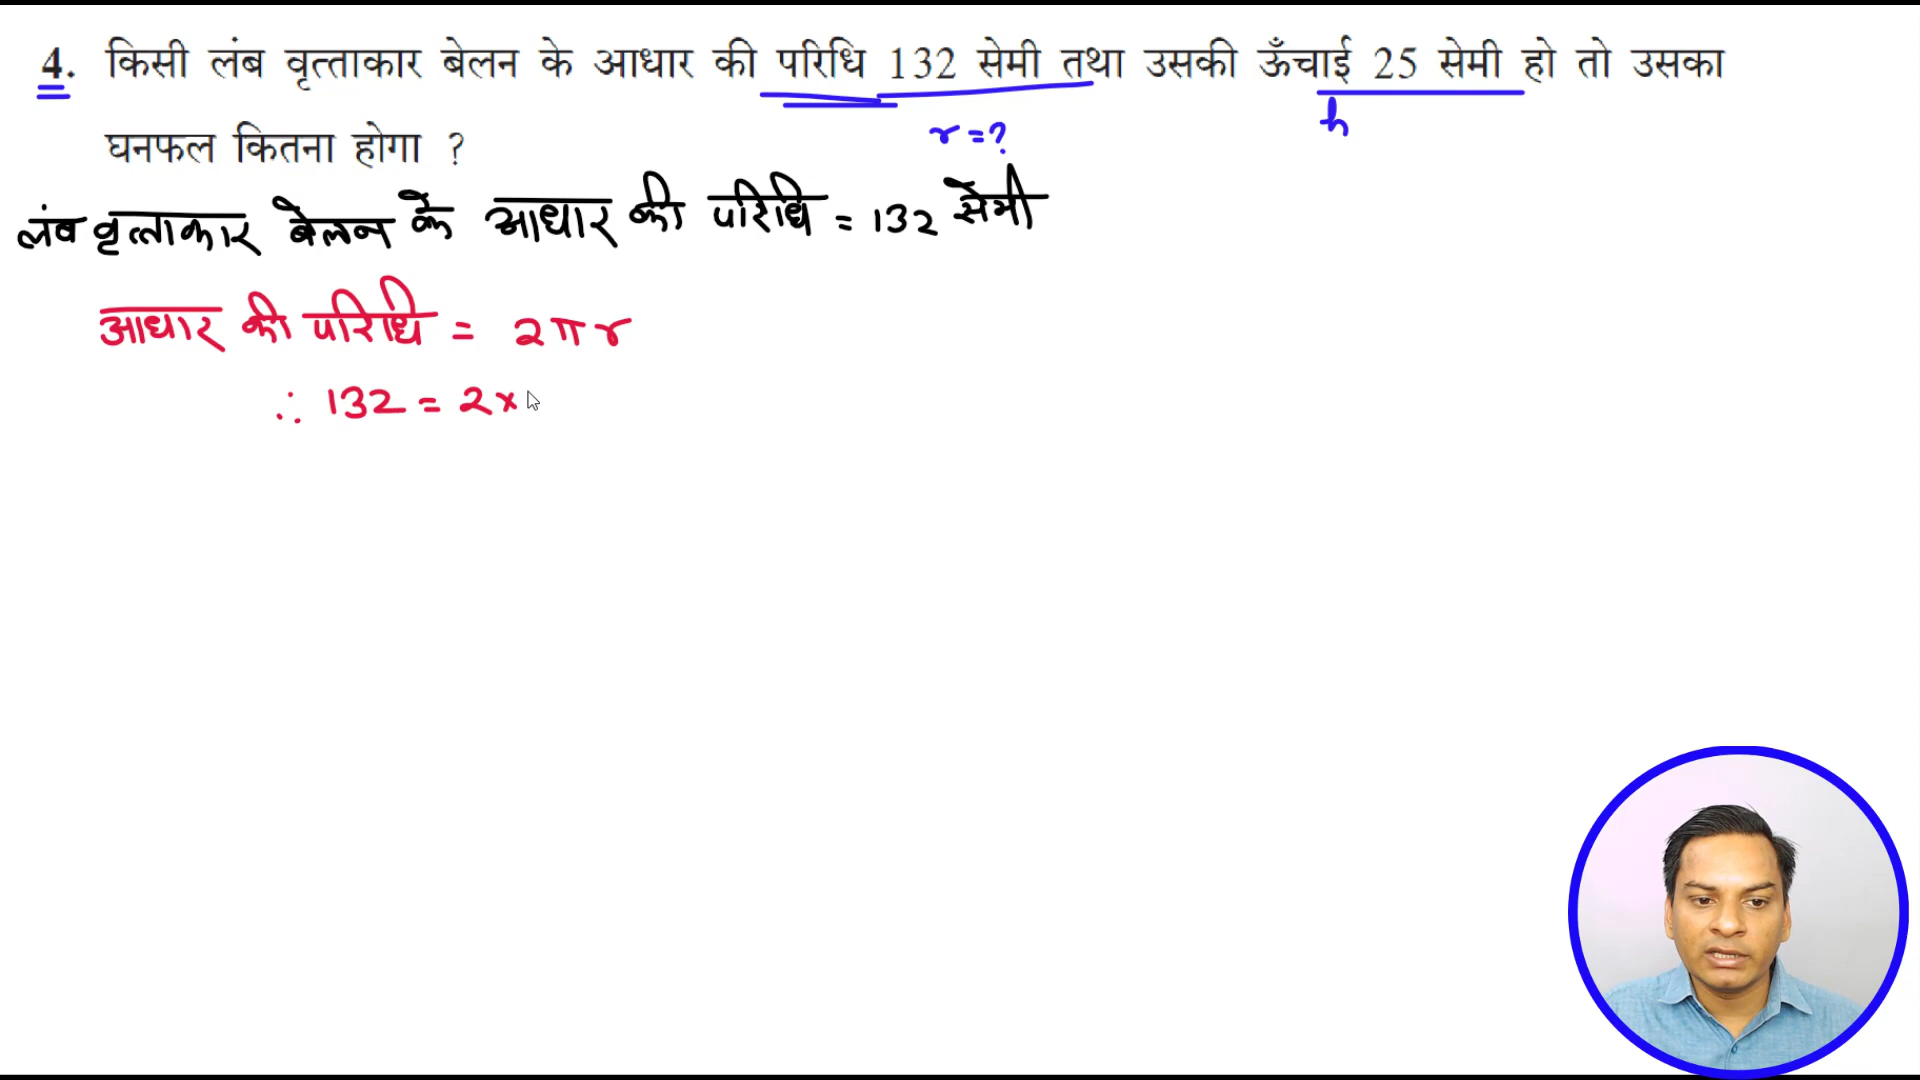 4. किसी लंब वृत्ताकार बेलन के आधार की परिधि 132 सेमी तथा उसकी ऊँचाई 25 सेमी हो तो उसका
घनफल कितना होगा ?
r = ?
h
लंब वृत्ताकार बेलन के आधार की परिधि = 132 सेमी
आधार की परिधि = 2πr
∴ 132 = 2×